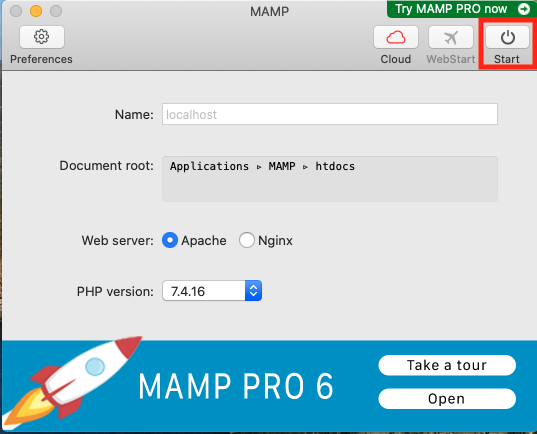 MAMP
Try MAMP PRO now
Preferences
Cloud
WebStart
Start
Name: localhost
Document root: Applications ▹ MAMP ▹ htdocs
Web server: Apache Nginx
PHP version: 7.4.16
MAMP PRO 6
Take a tour
Open